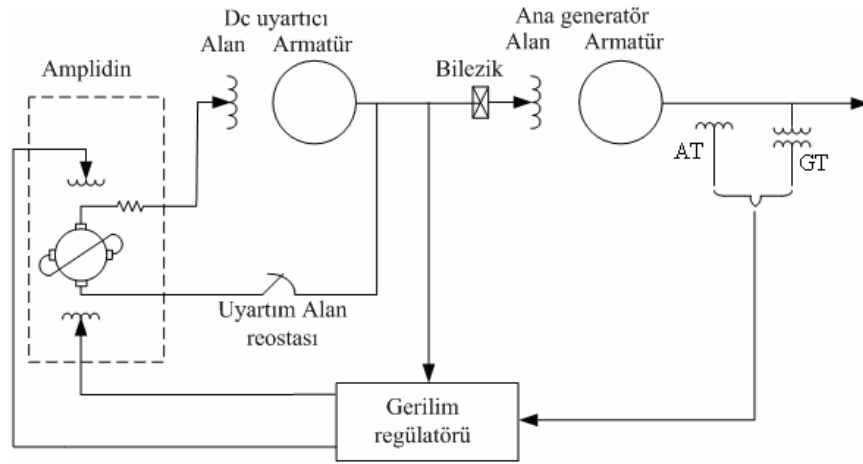 Dc uyartıcı
Alan Armatür
Ana generatör
Alan Armatür
Amplidin
Bilezik
AT
GT
Uyartım Alan
reostası
Gerilim
regülatörü